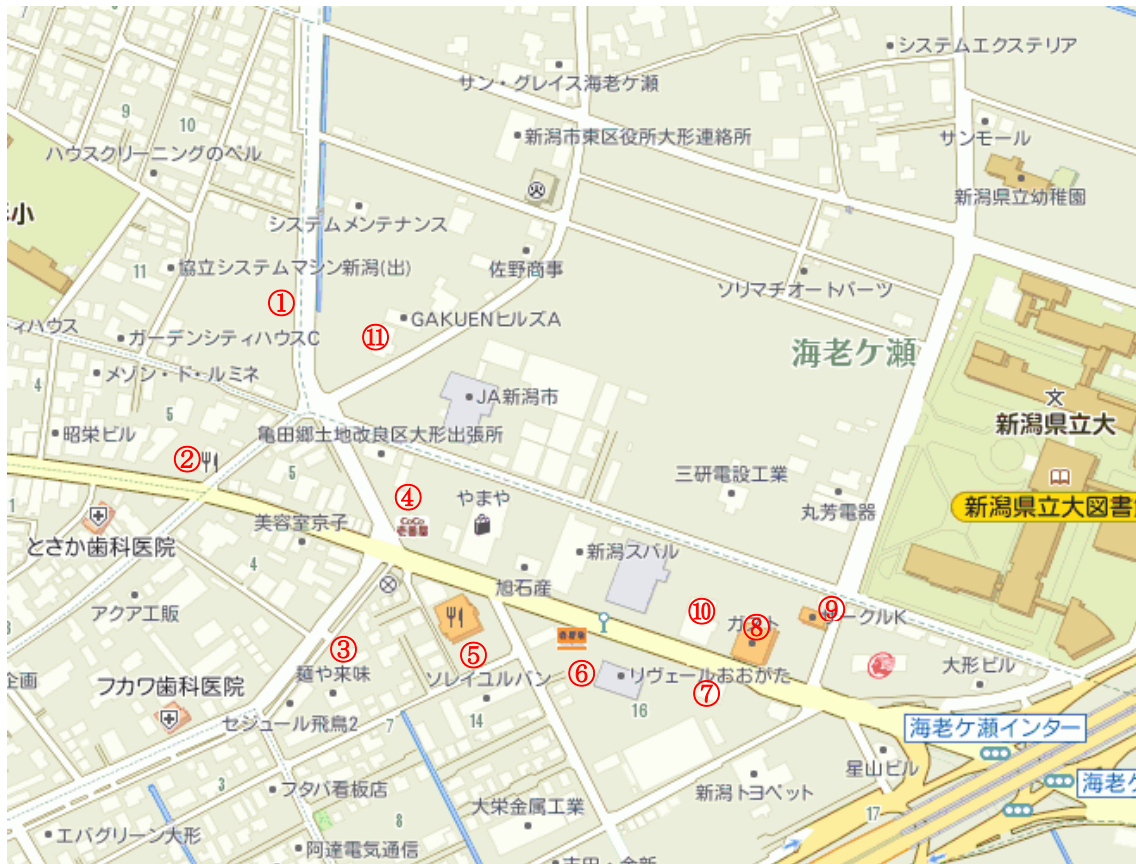 システムエクステリア
サン・グレイス海老ケ瀬
9
10
新潟市東区役所大形連絡所
サンモール
ハウスクリーニングのベル
新潟県立幼稚園
小
システムメンテナンス
11
協立システムマシン新潟(出)
佐野商事
ソリマチオートパーツ
①
ィハウス
ガーデンシティハウスC
⑪
GAKUENヒルズA
海老ケ瀬
メゾン・ド・ルミネ
4
5
JA新潟市
文
新潟県立大
昭栄ビル
亀田郷土地改良区大形出張所
②
5
三研電設工業
④
やまや
丸芳電器
新潟県立大図書
1
美容室京子
CoCo
壱番屋
とさか歯科医院
新潟スバル
4
旭石産
アクア工販
⑩
ガスト
⑧
⑨
サークルK
③
⑤
⑥
麺や来味
ソレイユルバン
リヴェールおおがた
⑦
大形ビル
企画
フカワ歯科医院
セジュール飛鳥2
7
14
16
海老ケ瀬インター
星山ビル
3
フタバ看板店
新潟トヨペット
海老ケ
8
大栄金属工業
17
エバグリーン大形
阿達電気通信